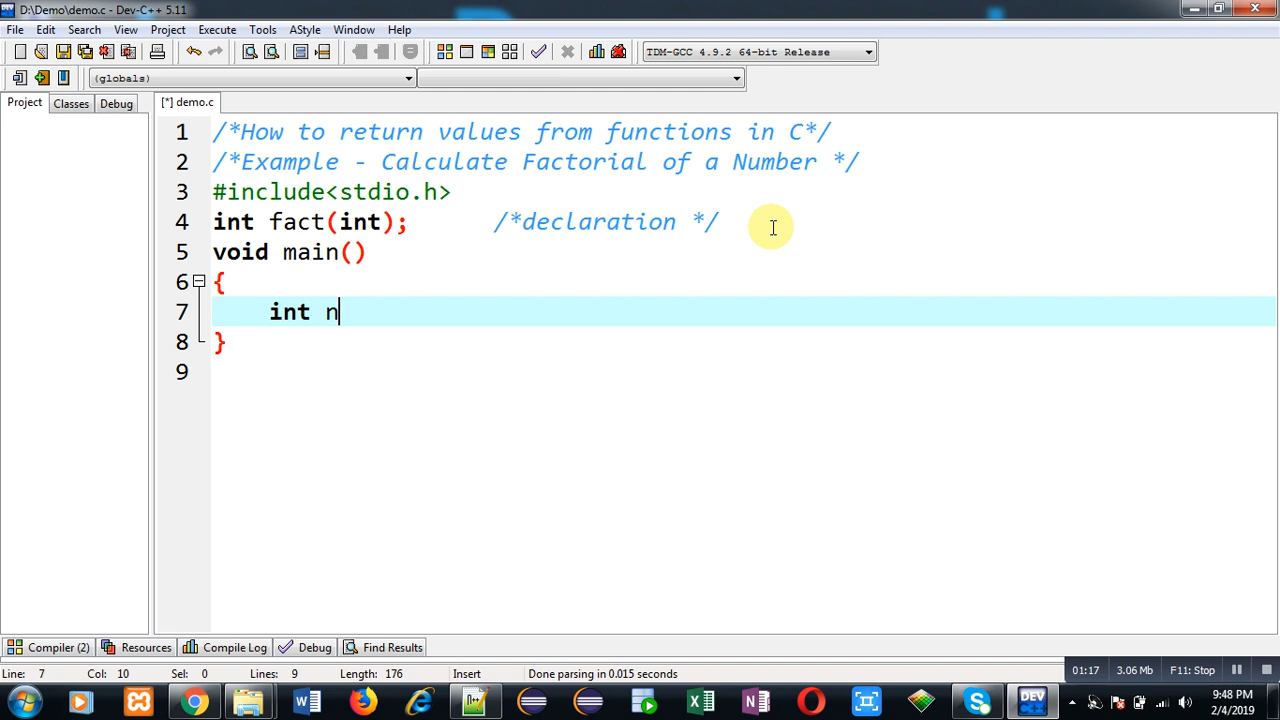 D:\Demo\demo.c - Dev-C++ 5.11
File Edit Search View Project Execute Tools AStyle Window Help
TDM-GCC 4.9.2 64-bit Release
(globals)
Project Classes Debug [*] demo.c
1 /*How to return values from functions in C*/
2 /*Example - Calculate Factorial of a Number */
3 #include<stdio.h>
4 int fact(int); /*declaration */
5 void main()
6 {
7 int n
8 }
9
Compiler (2) Resources Compile Log Debug Find Results
Line: 7 Col: 10 Sel: 0 Lines: 9 Length: 176 Insert Done parsing in 0.015 seconds
01:17 3.06 Mb F11: Stop
W N++ X N S DEV
9:48 PM
2/4/2019